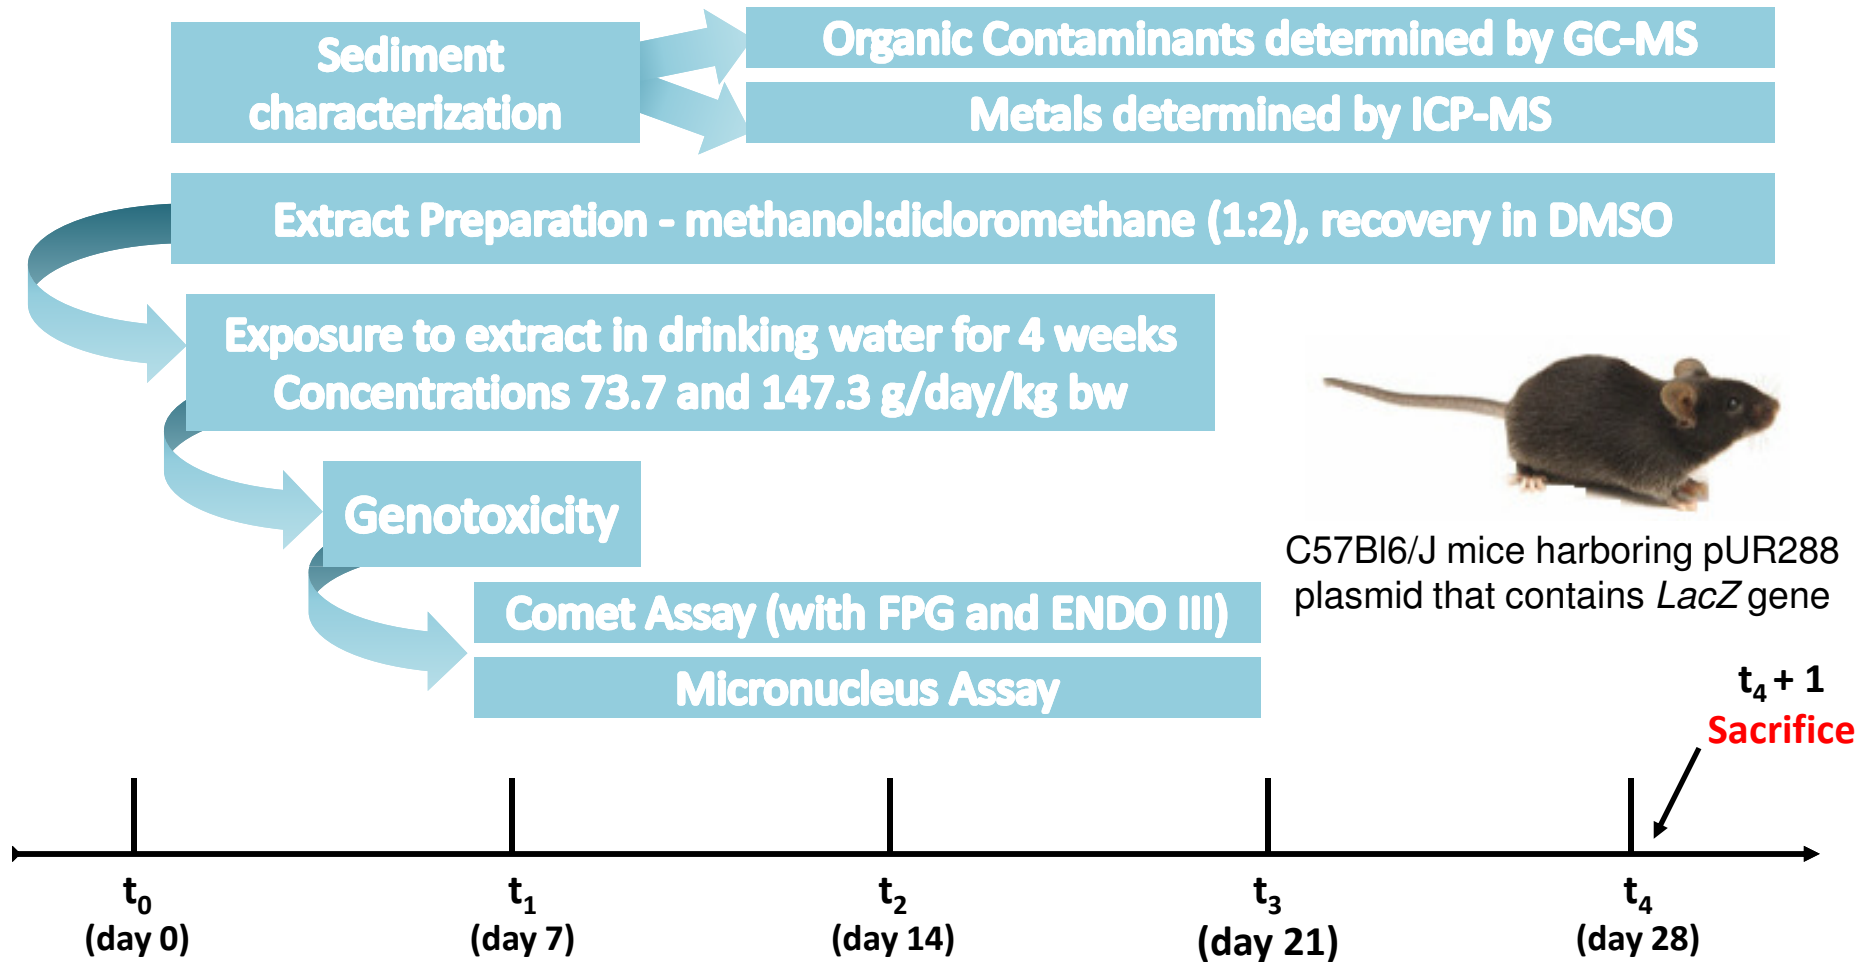 Sediment
characterization
Organic Contaminants determined by GC-MS
Metals determined by ICP-MS
Extract Preparation - methanol:dicloromethane (1:2), recovery in DMSO
Exposure to extract in drinking water for 4 weeks
Concentrations 73.7 and 147.3 g/day/kg bw
Genotoxicity
Comet Assay (with FPG and ENDO III)
Micronucleus Assay
C57Bl6/J mice harboring pUR288
plasmid that contains LacZ gene
t4 + 1
Sacrifice
t0
(day 0)
t1
(day 7)
t2
(day 14)
t3
(day 21)
t4
(day 28)